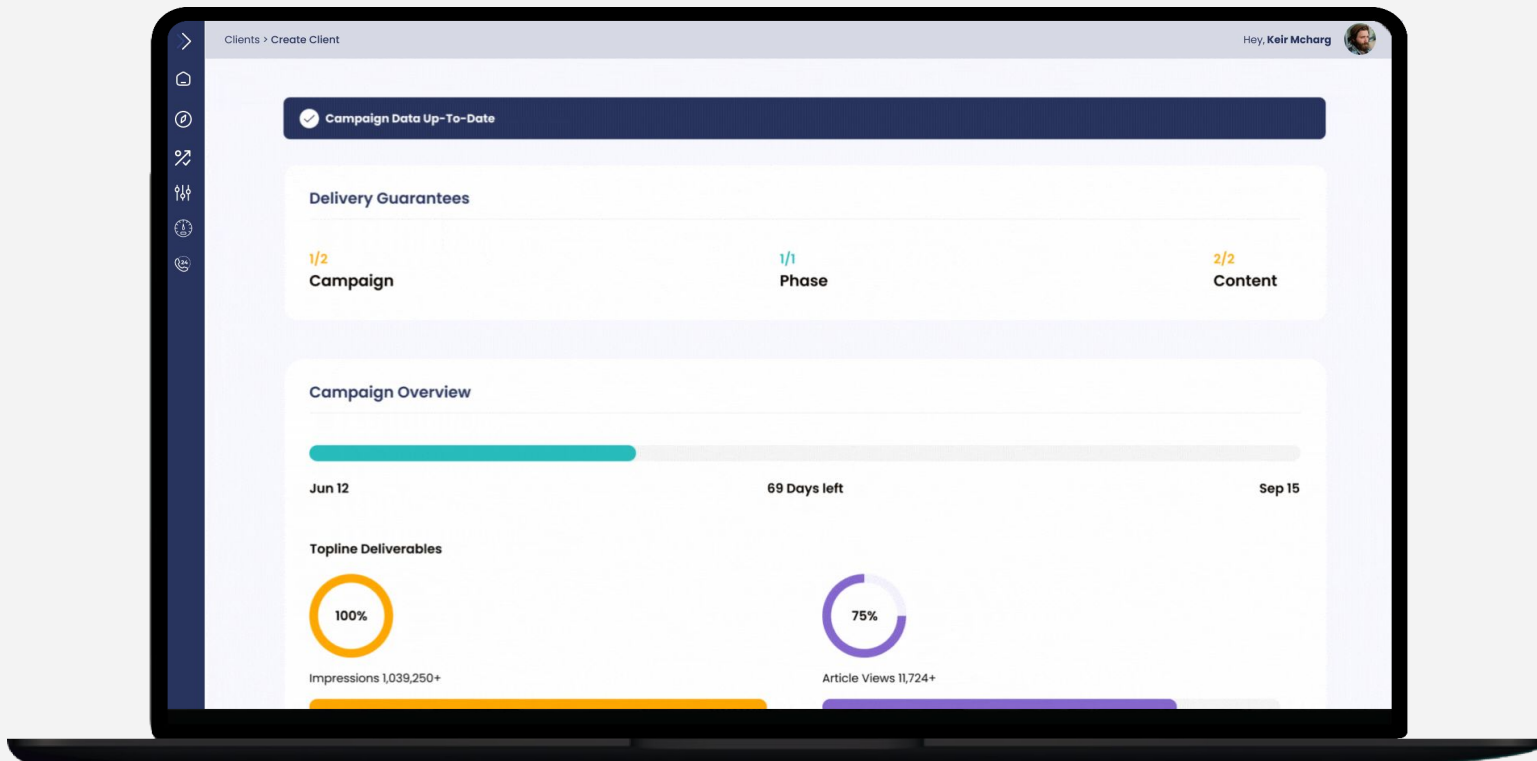 Clients > Create Client
Hey, Keir Mcharg
Campaign Data Up-To-Date
Delivery Guarantees
1/2
Campaign
1/1
Phase
2/2
Content
Campaign Overview
Jun 12
69 Days left
Sep 15
Topline Deliverables
100%
75%
Impressions 1,039,250+
Article Views 11,724+
24